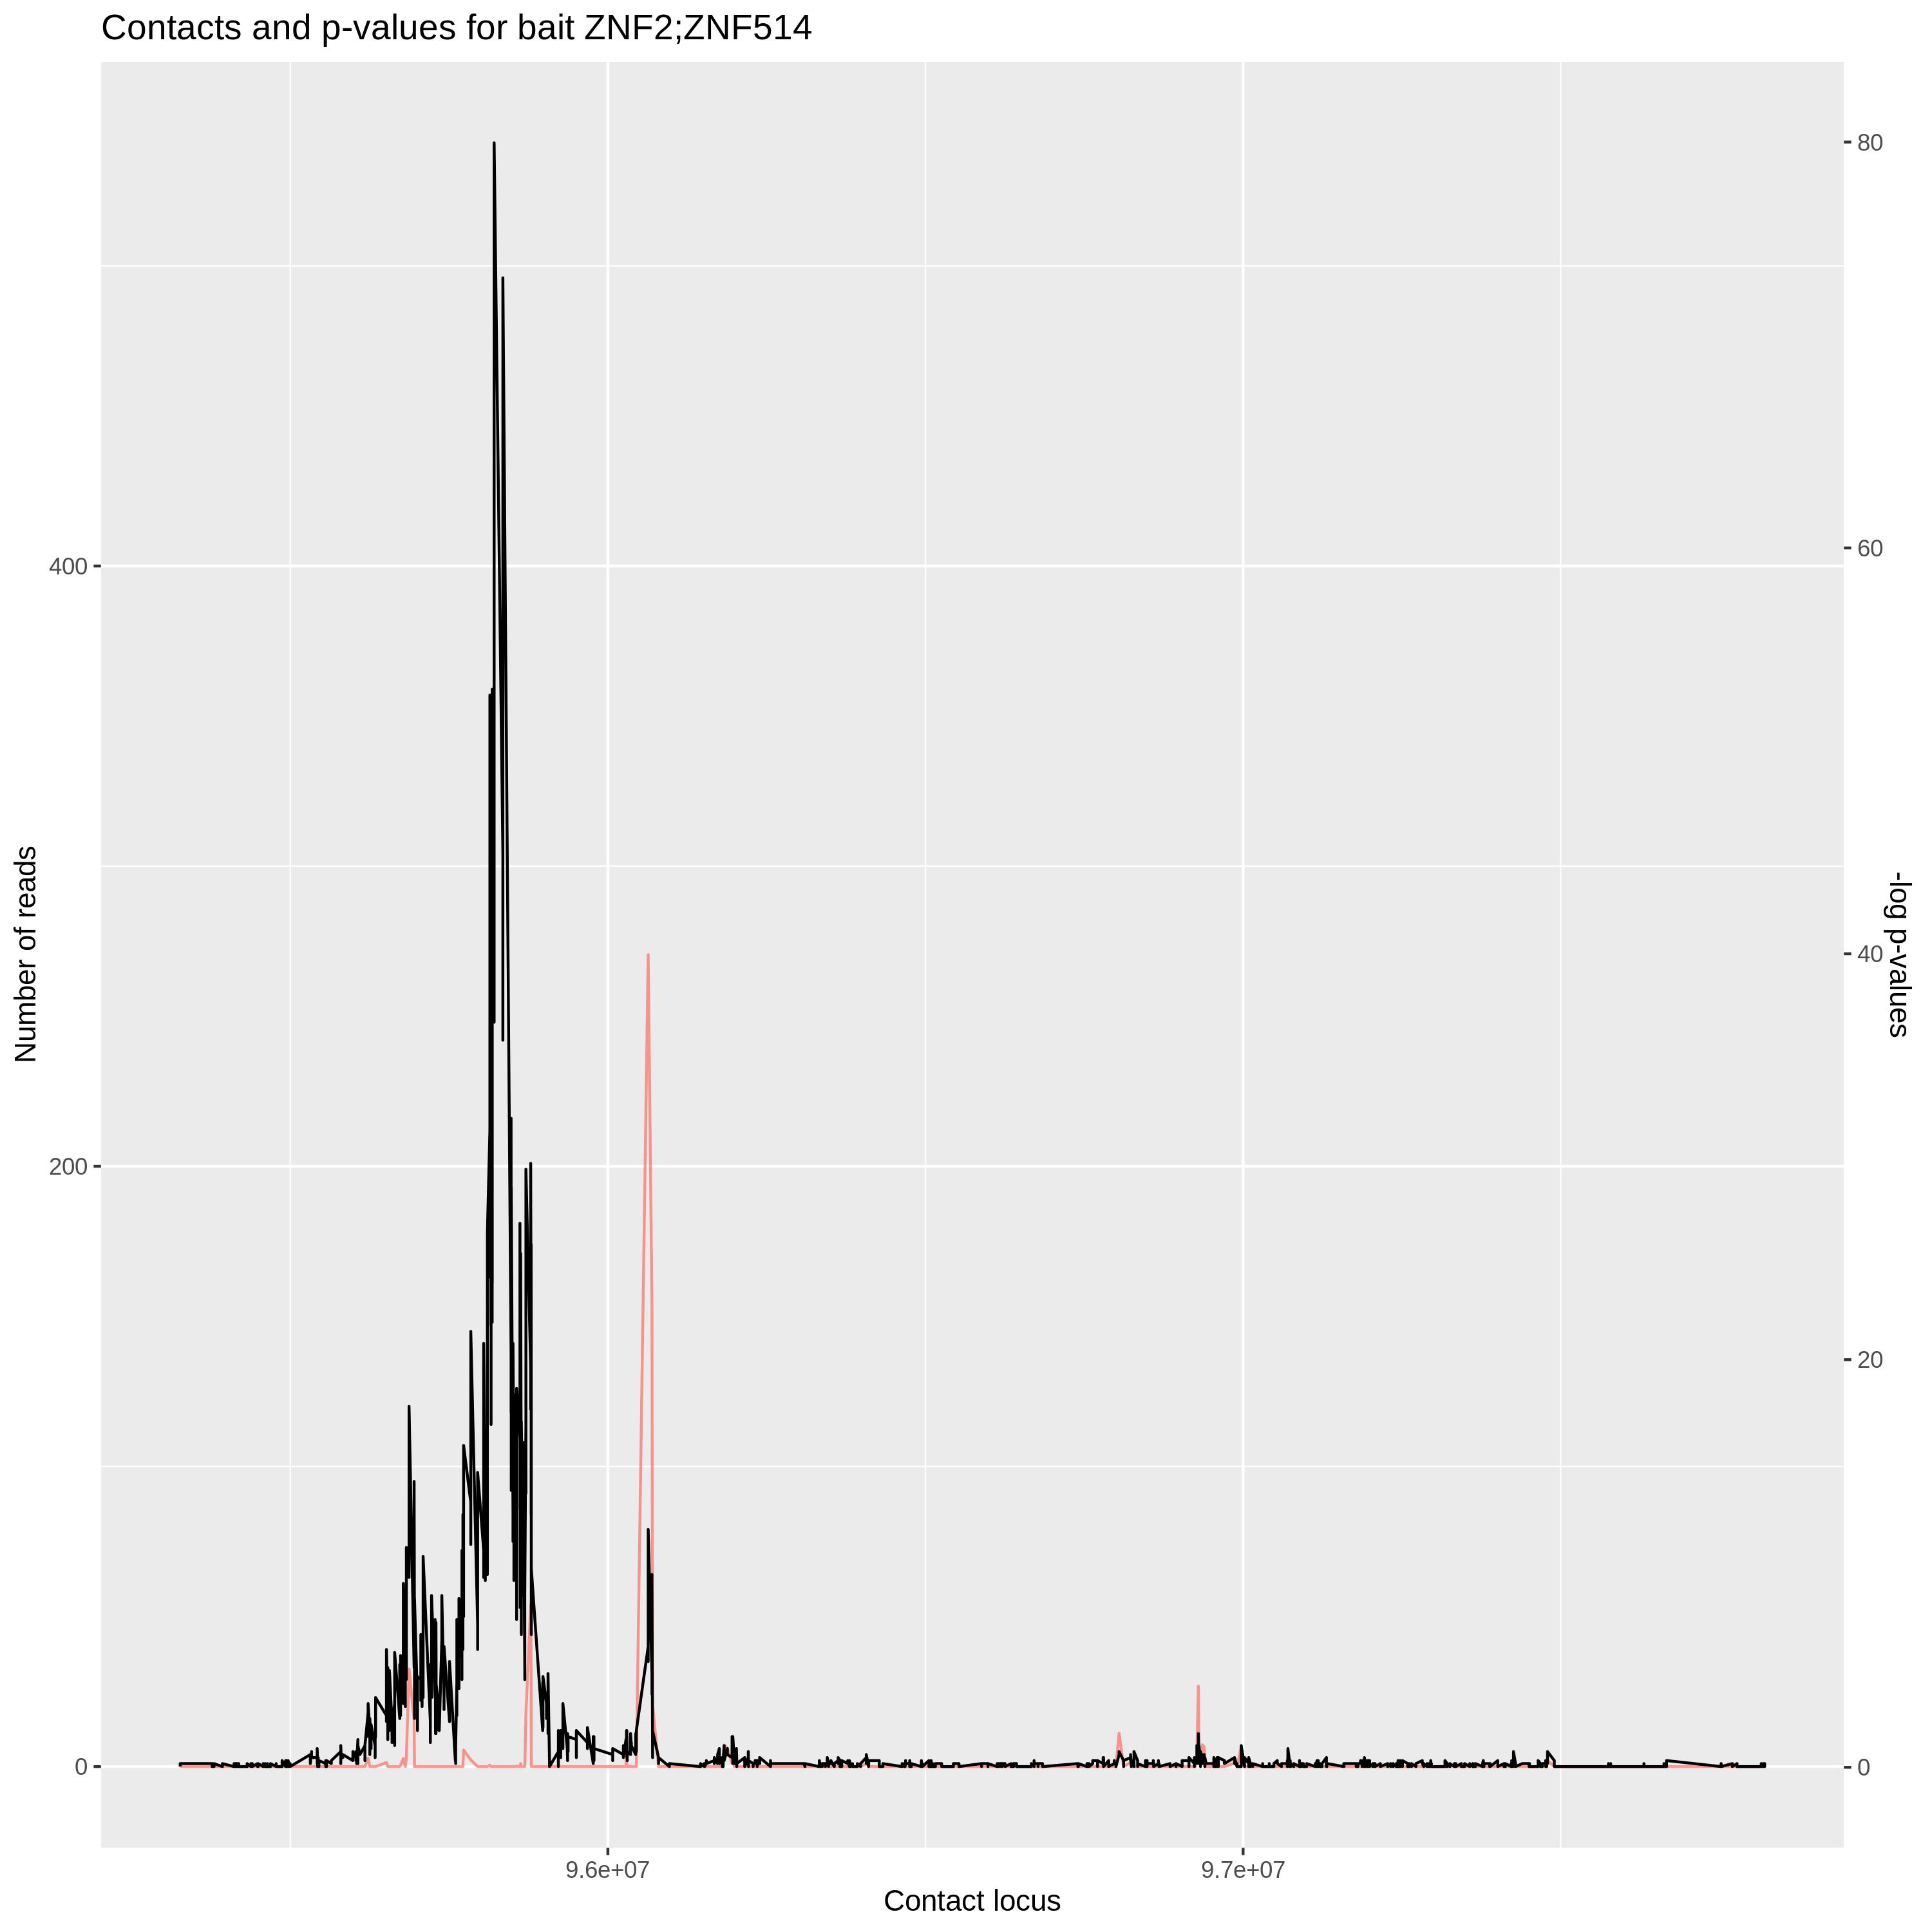 Contacts and p-values for bait ZNF2;ZNF514
80
400
60
Number of reads
-log p-values
40
200
20
0
0
9.6e+07
9.7e+07
Contact locus